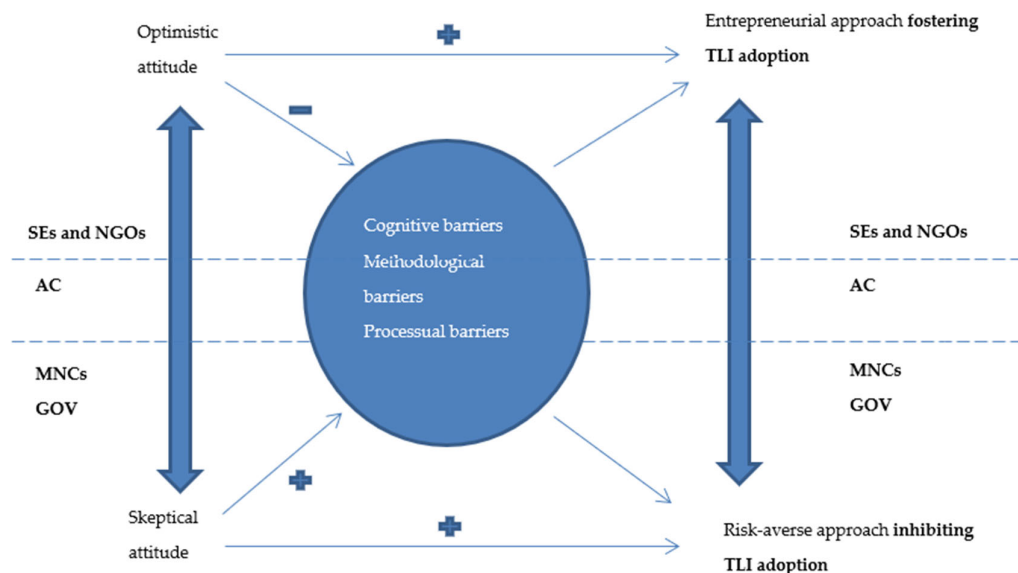 Optimistic
attitude
Entrepreneurial approach fostering
TLI adoption
SEs and NGOs
AC
MNCs
GOV
Cognitive barriers
Methodological
barriers
Processual barriers
SEs and NGOs
AC
MNCs
GOV
Skeptical
attitude
Risk-averse approach inhibiting
TLI adoption